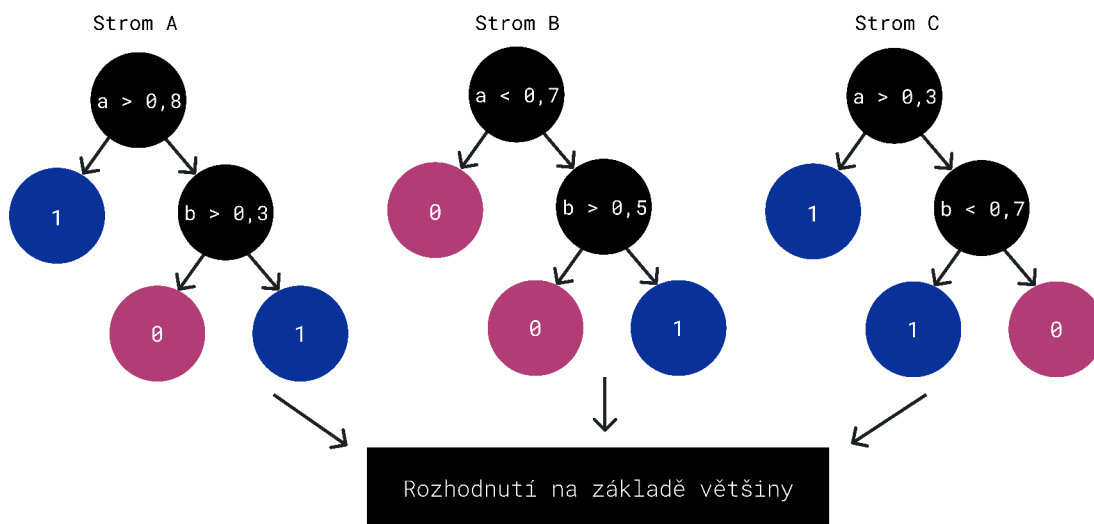 Strom A
Strom B
Strom C
a > 0,8
a < 0,7
a > 0,3
1
b > 0,3
0
b > 0,5
1
b < 0,7
0
1
0
1
1
0
Rozhodnutí na základě většiny